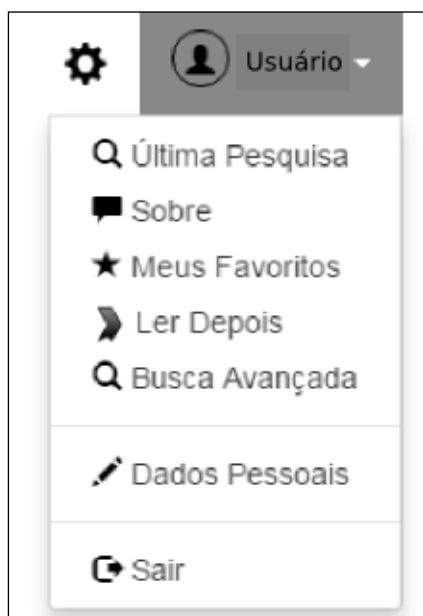 Usuário
Última Pesquisa
Sobre
Meus Favoritos
Ler Depois
Busca Avançada
Dados Pessoais
Sair